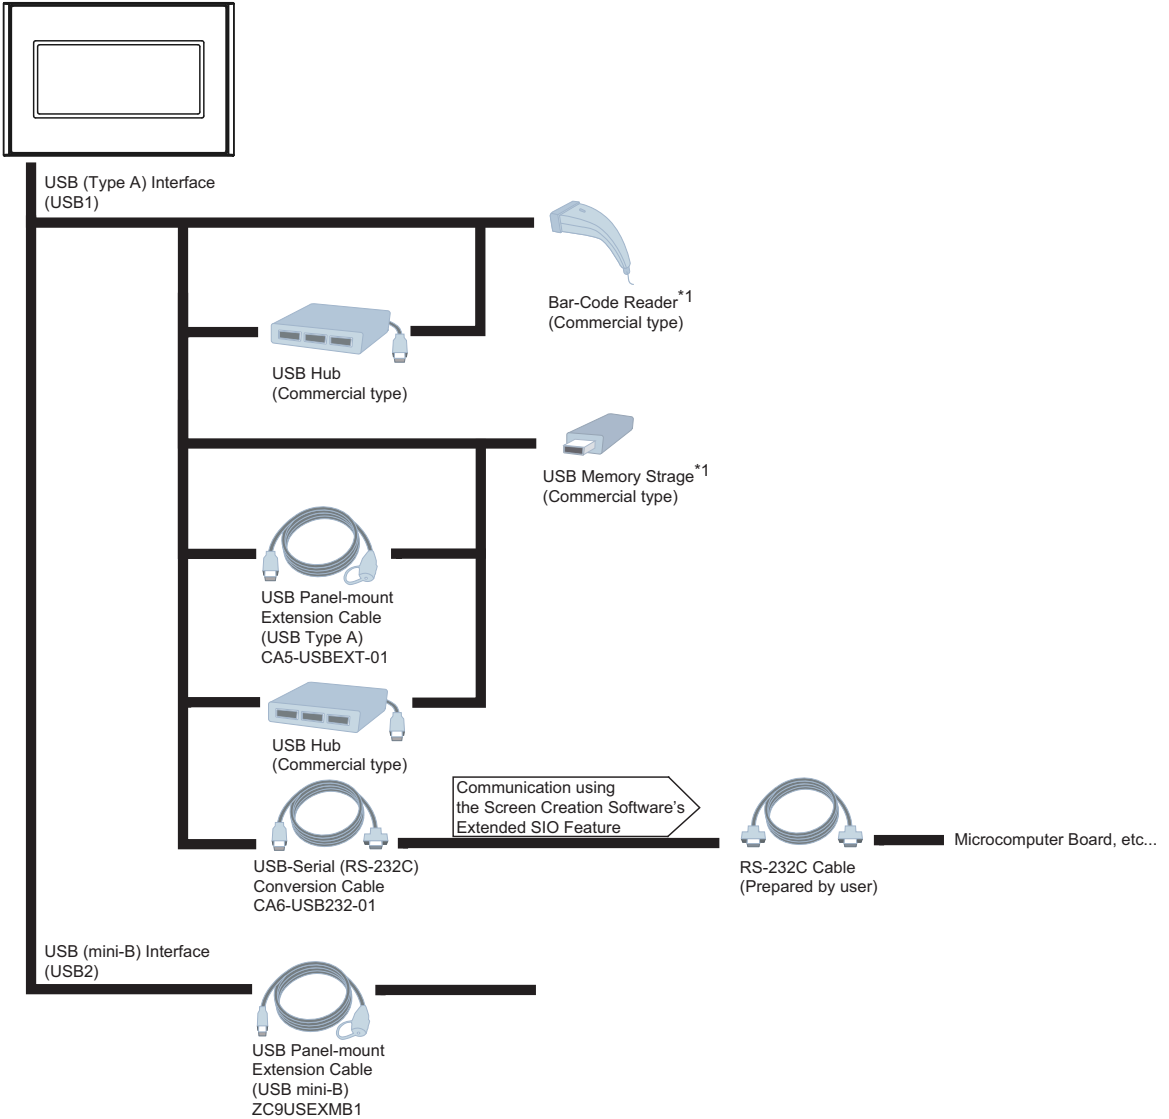 USB (Type A) Interface
(USB1)
Bar-Code Reader*1
(Commercial type)
USB Hub
(Commercial type)
USB Memory Strage*1
(Commercial type)
USB Panel-mount
Extension Cable
(USB Type A)
CA5-USBEXT-01
USB Hub
(Commercial type)
Communication using
the Screen Creation Software's
Extended SIO Feature
Microcomputer Board, etc...
USB-Serial (RS-232C)
Conversion Cable
CA6-USB232-01
RS-232C Cable
(Prepared by user)
USB (mini-B) Interface
(USB2)
USB Panel-mount
Extension Cable
(USB mini-B)
ZC9USEXMB1